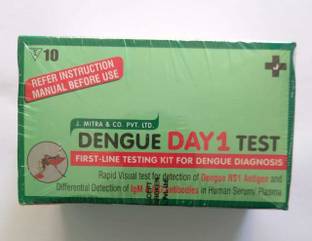 10
REFER INSTRUCTION
MANUAL BEFORE USE
J. MITRA & CO. PVT. LTD.
DENGUE DAY 1 TEST
FIRST-LINE TESTING KIT FOR DENGUE DIAGNOSIS
Rapid Visual test for detection of Dengue NS1 Antigen and
Differential Detection of IgM Antibodies in Human Serum/ Plasma